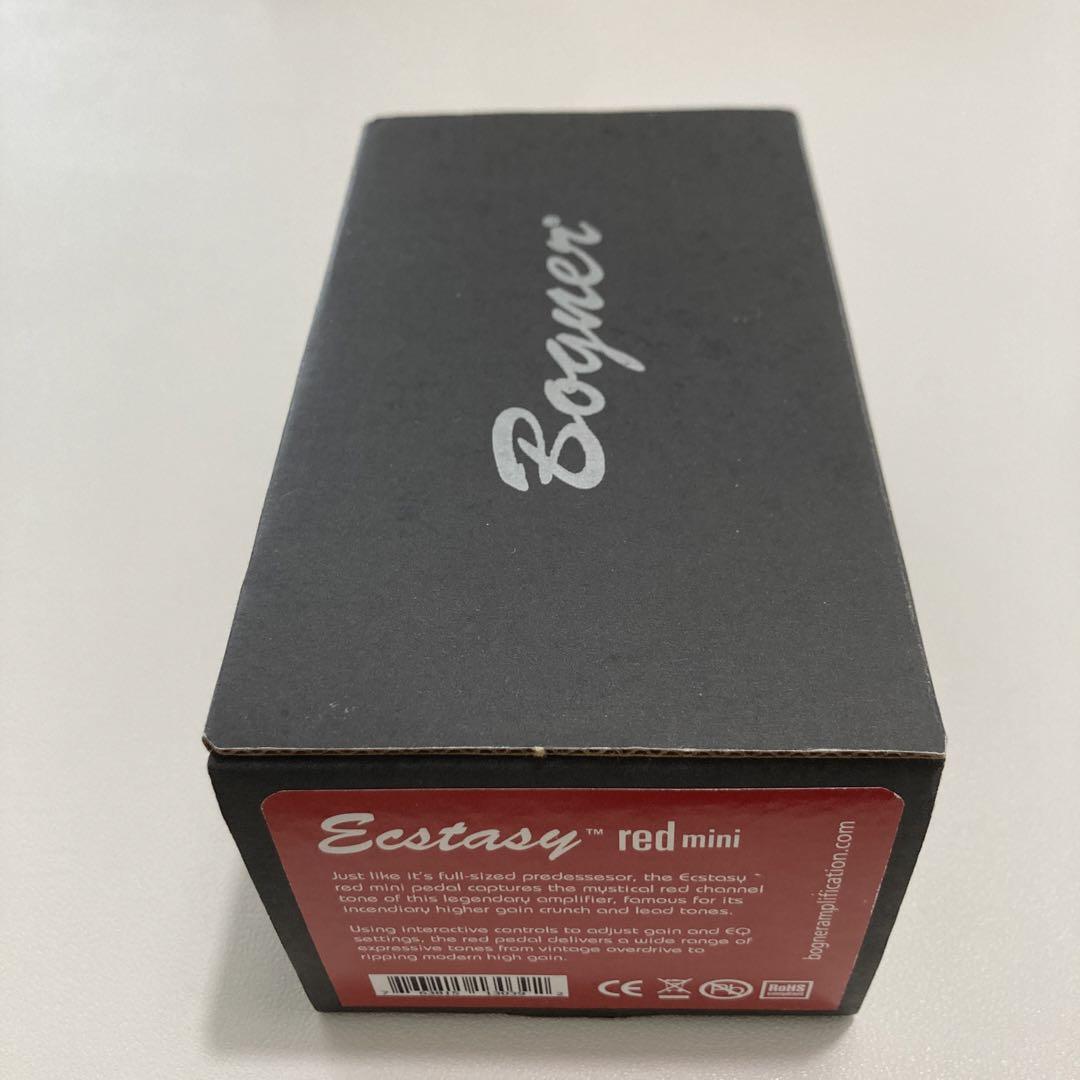 Bogner®
Ecstasy™ red mini
Just like it's full-sized predessesor, the Ecstasy -
red mini pedal captures the mystical red channel
tone of this legendary amplifier, famous for its
incendiary higher gain crunch and lead tones.
Using interactive controls to adjust gain and EQ
settings, the red pedal delivers a wide range of
expressive tones from vintage overdrive to
ripping modern high gain.
CE Pb RoHS
compliant
bogneramplification.com